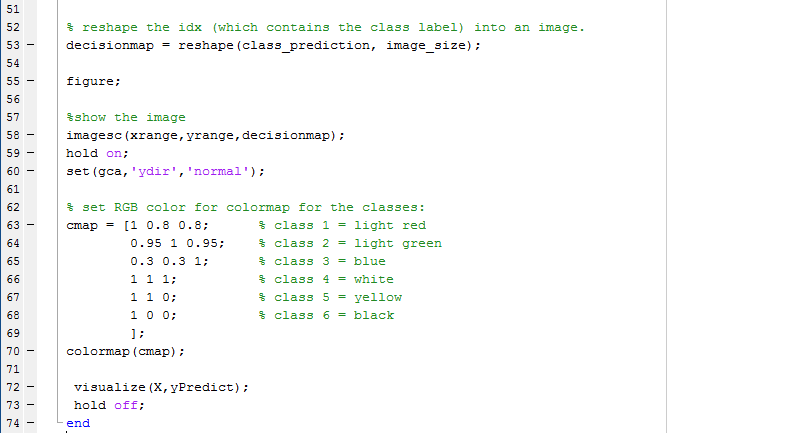 51
52 % reshape the idx (which contains the class label) into an image.
53 - decisionmap = reshape(class_prediction, image_size);
54
55 - figure;
56
57 %show the image
58 - imagesc(xrange,yrange,decisionmap);
59 - hold on;
60 - set(gca,'ydir','normal');
61
62 % set RGB color for colormap for the classes:
63 - cmap = [1 0.8 0.8; % class 1 = light red
64 0.95 1 0.95; % class 2 = light green
65 0.3 0.3 1; % class 3 = blue
66 1 1 1; % class 4 = white
67 1 1 0; % class 5 = yellow
68 1 0 0; % class 6 = black
69 ];
70 - colormap(cmap);
71
72 - visualize(X,yPredict);
73 - hold off;
74 - end